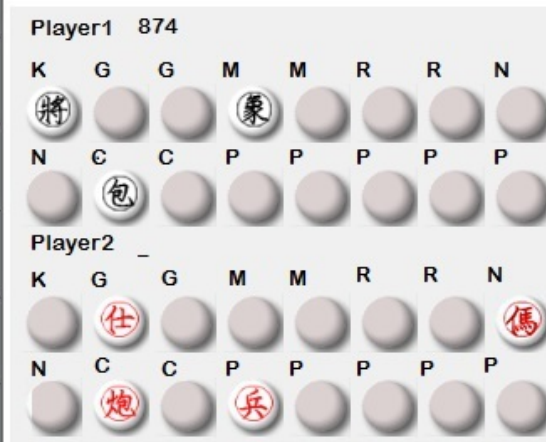 Player1 874
K G G M M R R N
將 象
N C C P P P P P
包
Player2 _
K G G M M R R N
仕 傌
N C C P P P P P
炮 兵